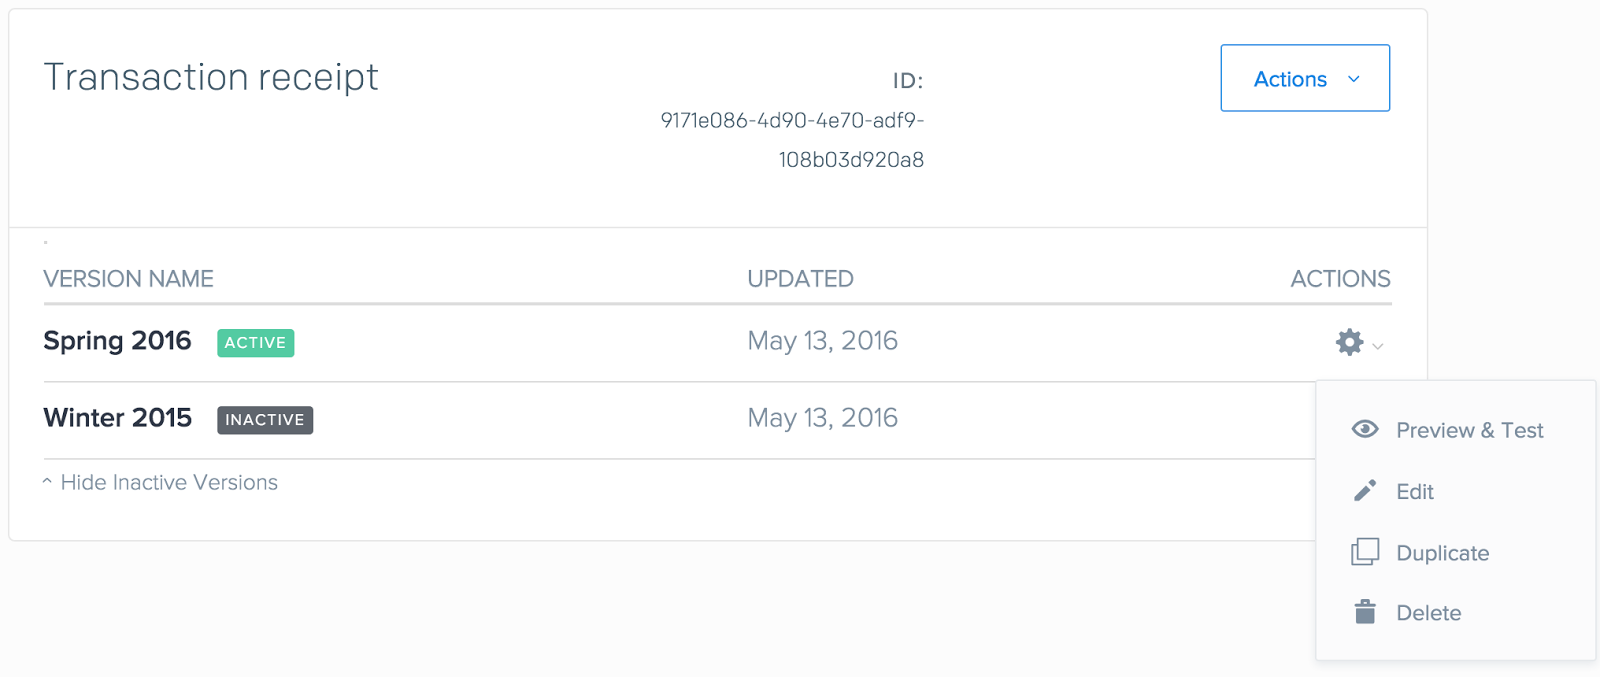 Transaction receipt
ID:
9171e086-4d90-4e70-adf9-
108b03d920a8
Actions
VERSION NAME UPDATED ACTIONS
Spring 2016 ACTIVE May 13, 2016
Winter 2015 INACTIVE May 13, 2016
Hide Inactive Versions
Preview & Test
Edit
Duplicate
Delete